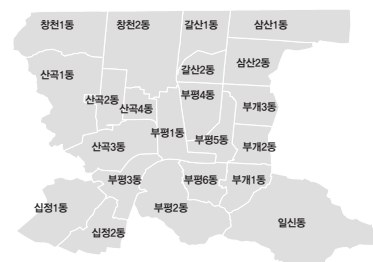 창천1동
창천2동
갈산1동
삼산1동
산곡1동
갈산2동
삼산2동
산곡2동
산곡4동
부평4동
부개3동
부평1동
부평5동
산곡3동
부개2동
부평3동
부평6동
부개1동
십정1동
부평2동
일신동
십정2동